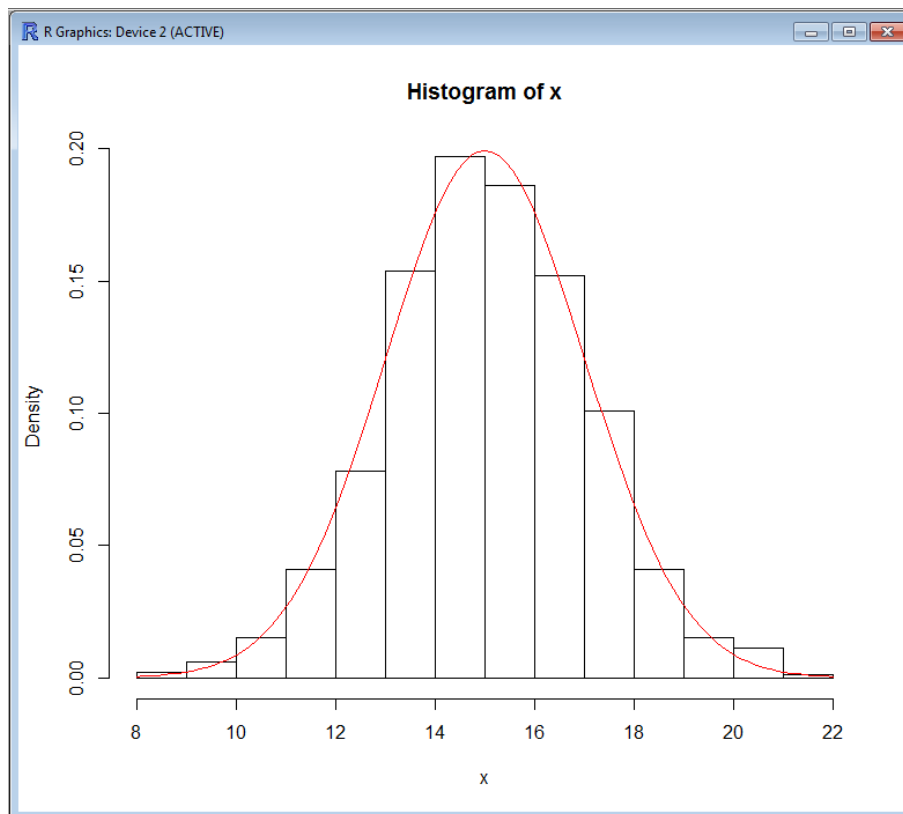 R Graphics: Device 2 (ACTIVE)
Histogram of x
Density
0.20
0.15
0.10
0.05
0.00
8 10 12 14 16 18 20 22
x